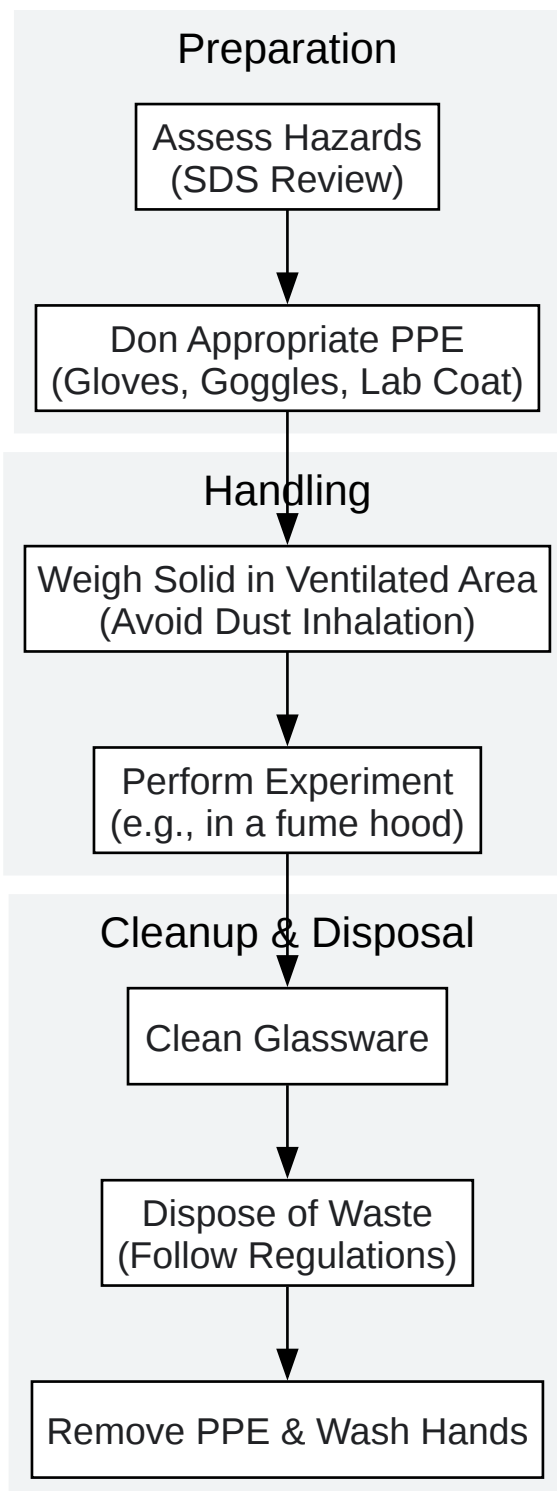 Preparation
Assess Hazards
(SDS Review)
Don Appropriate PPE
(Gloves, Goggles, Lab Coat)
Handling
Weigh Solid in Ventilated Area
(Avoid Dust Inhalation)
Perform Experiment
(e.g., in a fume hood)
Cleanup & Disposal
Clean Glassware
Dispose of Waste
(Follow Regulations)
Remove PPE & Wash Hands